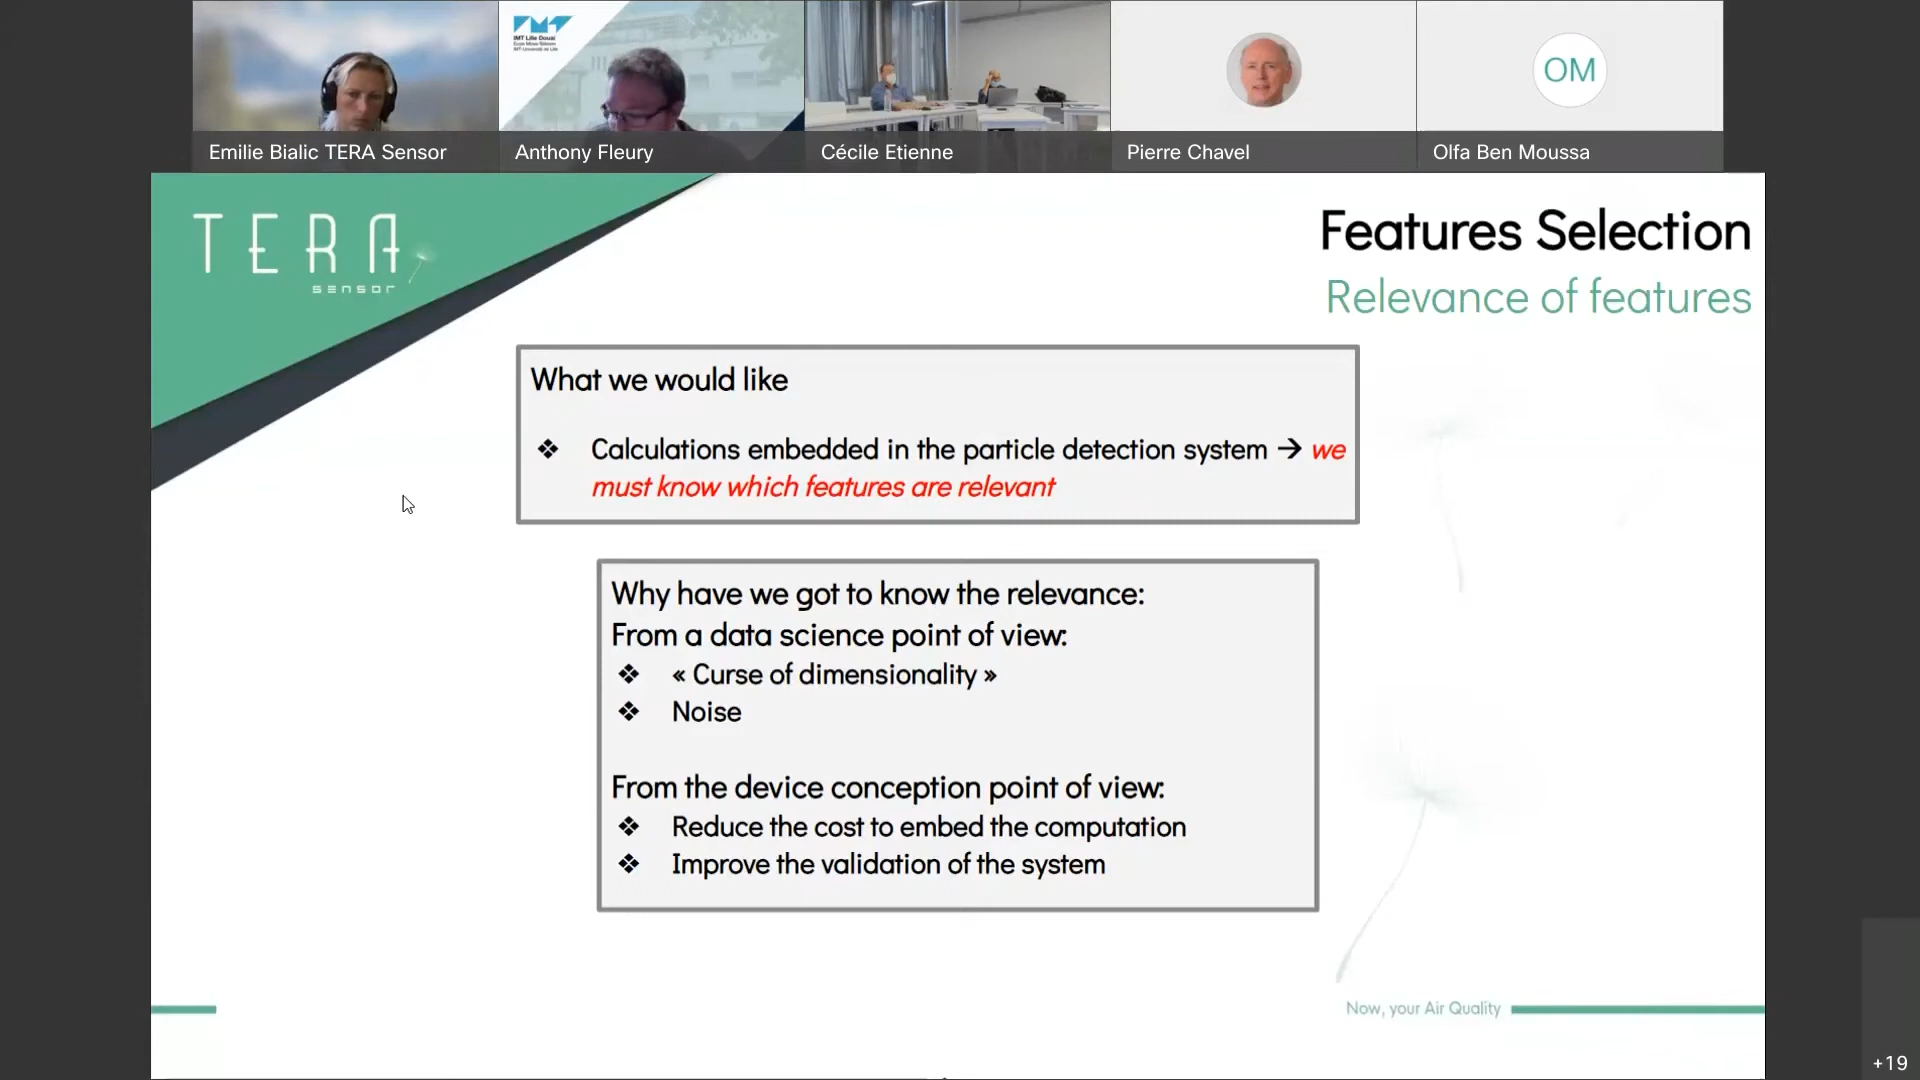 IMT Lille Douai
Emilie Bialic TERA Sensor
Anthony Fleury
Cécile Etienne
Pierre Chavel
OM
Olfa Ben Moussa
TERA
sensor
Features Selection
Relevance of features
What we would like
❖ Calculations embedded in the particle detection system → we
must know which features are relevant
Why have we got to know the relevance:
From a data science point of view:
❖ « Curse of dimensionality »
❖ Noise
From the device conception point of view:
❖ Reduce the cost to embed the computation
❖ Improve the validation of the system
Now, your Air Quality
+19